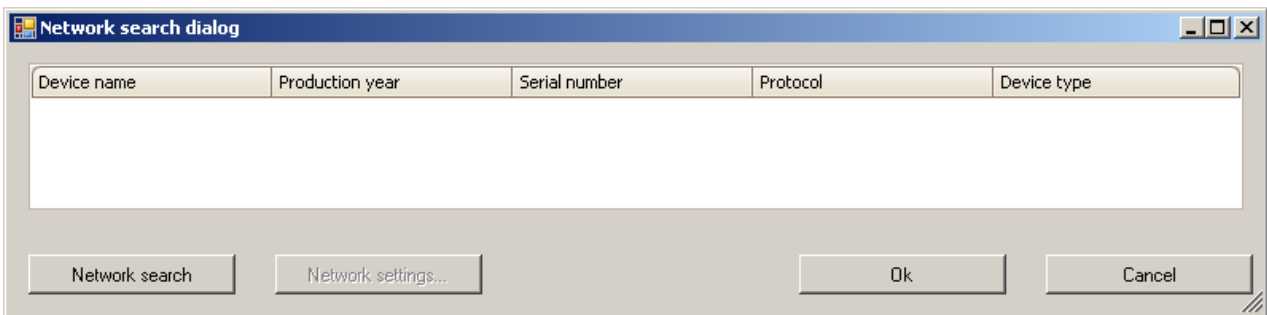 Network search dialog
Device name Production year Serial number Protocol Device type
Network search Network settings... Ok Cancel